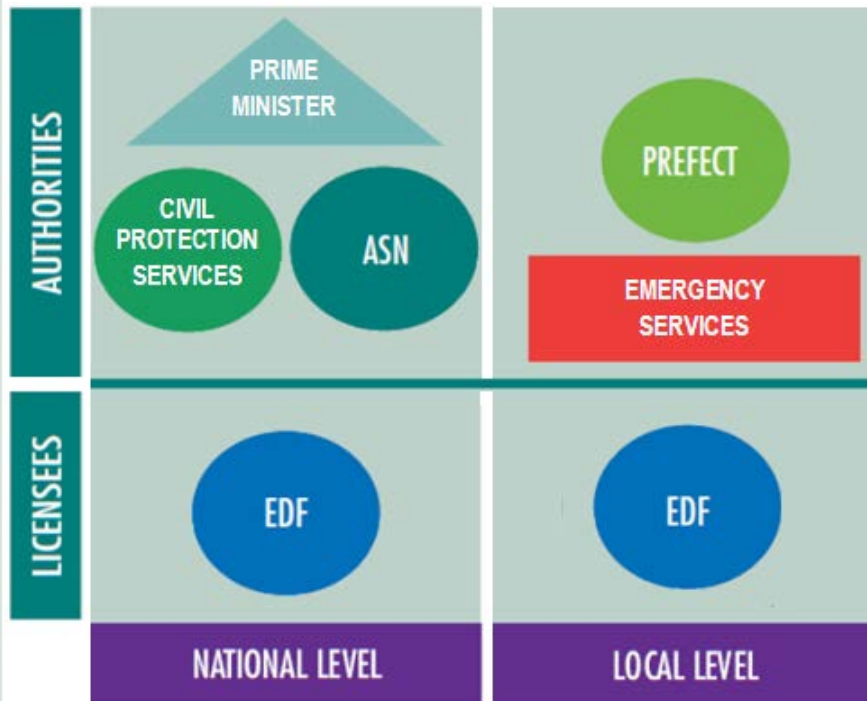 AUTHORITIES
PRIME
MINISTER
CIVIL
PROTECTION
SERVICES
ASN
PREFECT
EMERGENCY
SERVICES
LICENSEES
EDF
EDF
NATIONAL LEVEL
LOCAL LEVEL